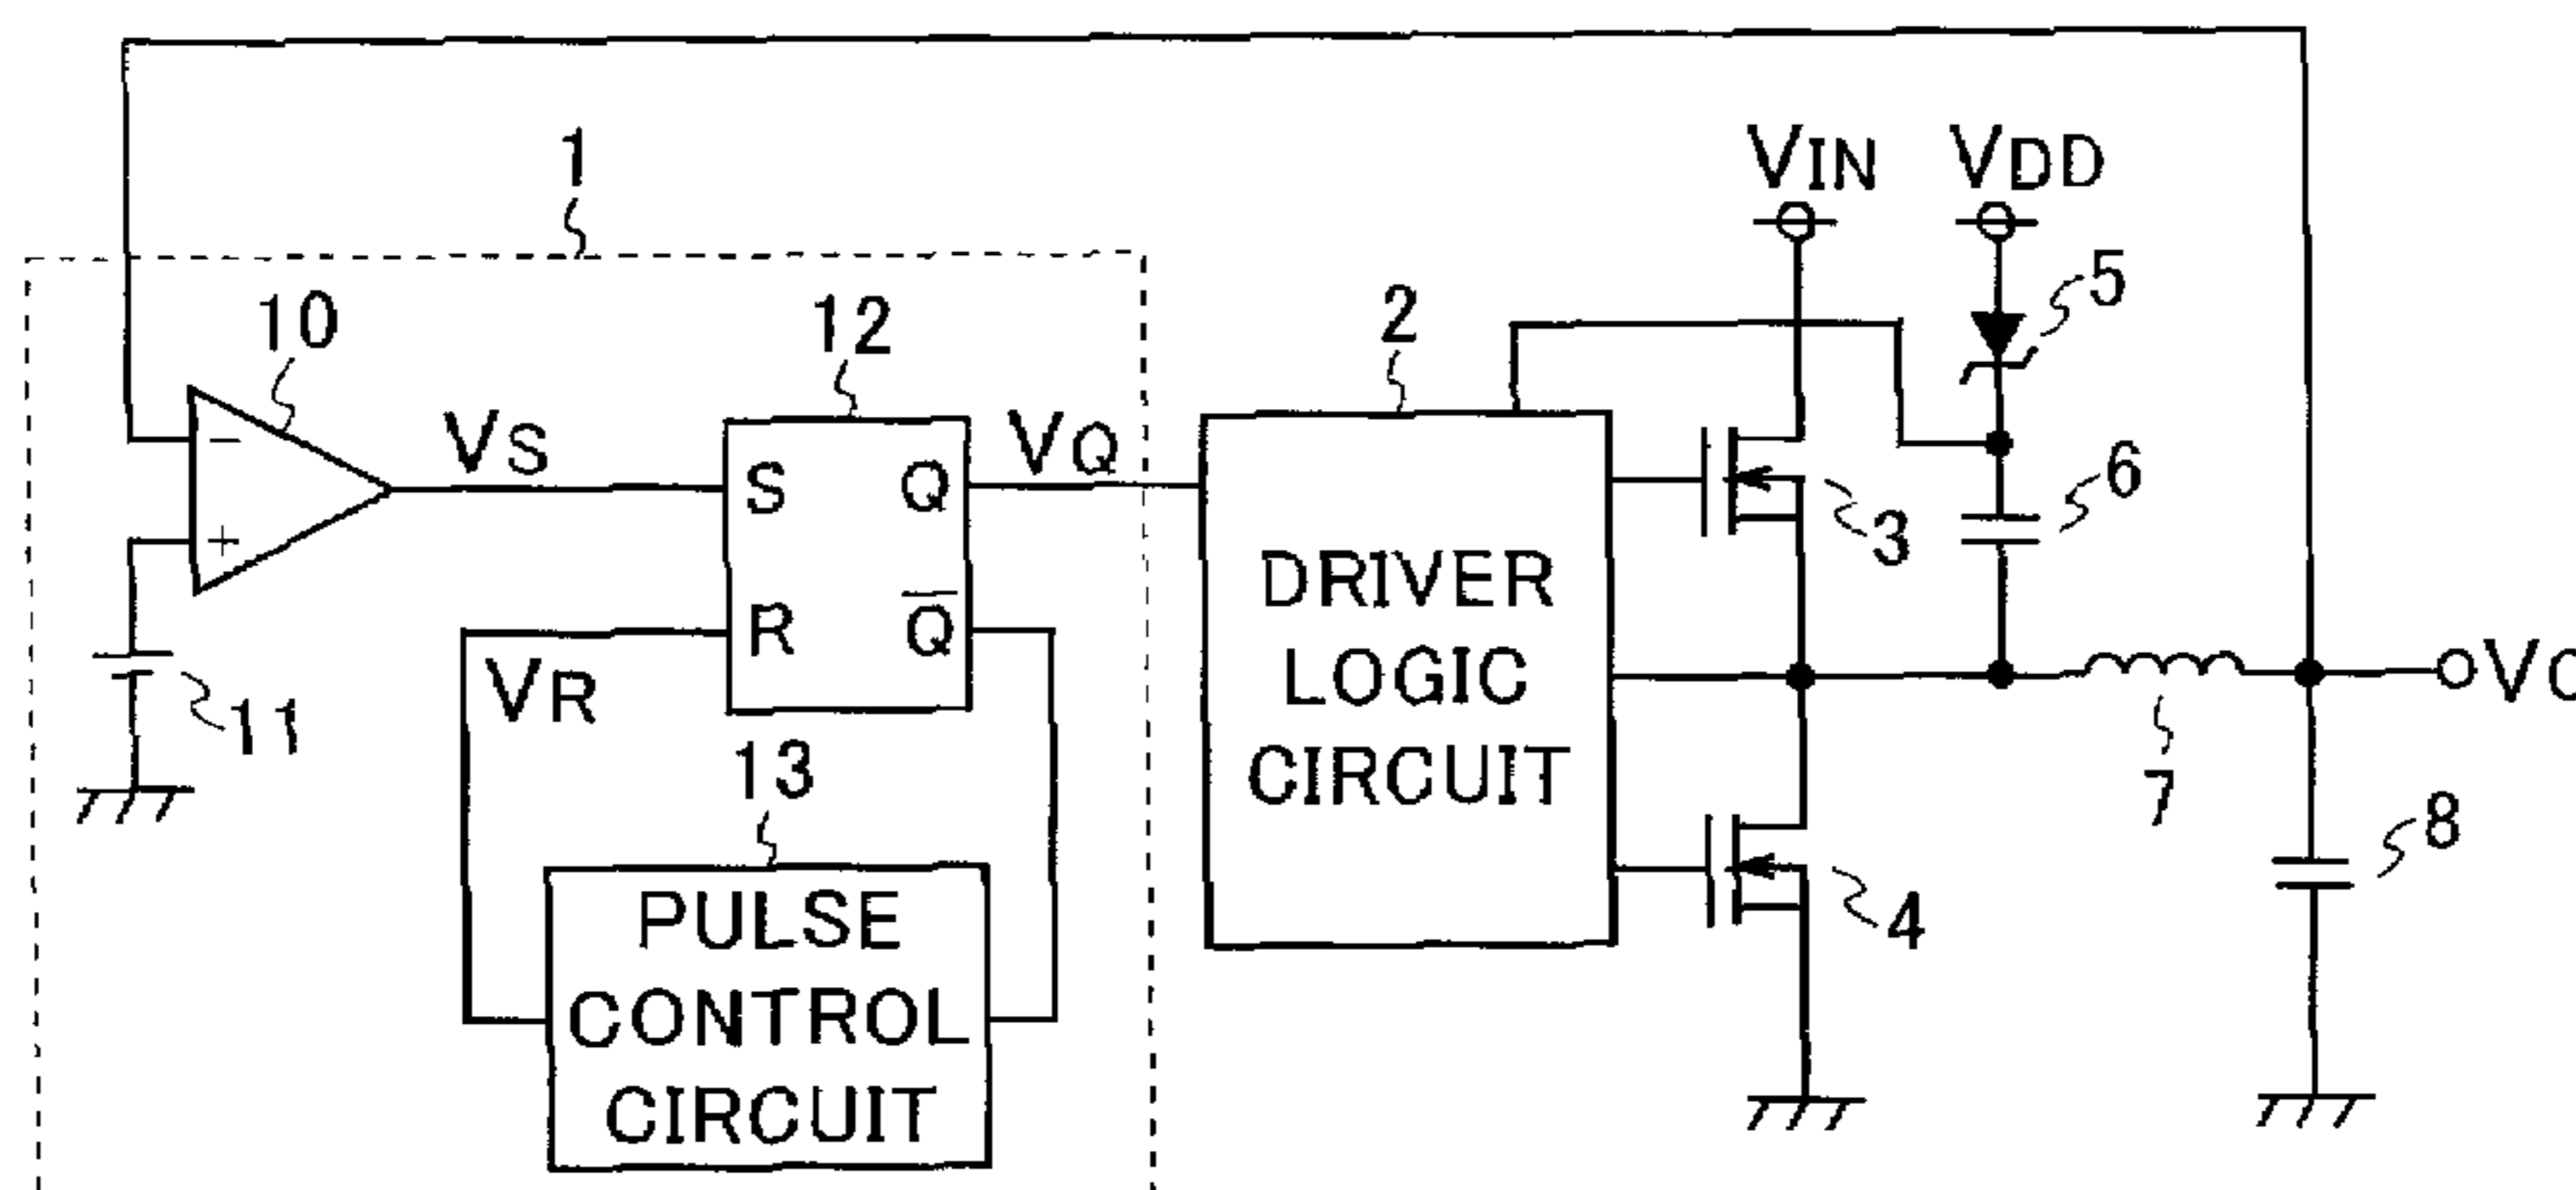 1
VIN
VDD
5
10
12
2
VS
VQ
S
Q
6
3
DRIVER
LOGIC
CIRCUIT
R
Q̅
VR
11
13
7
8
4
PULSE
CONTROL
CIRCUIT
-
+